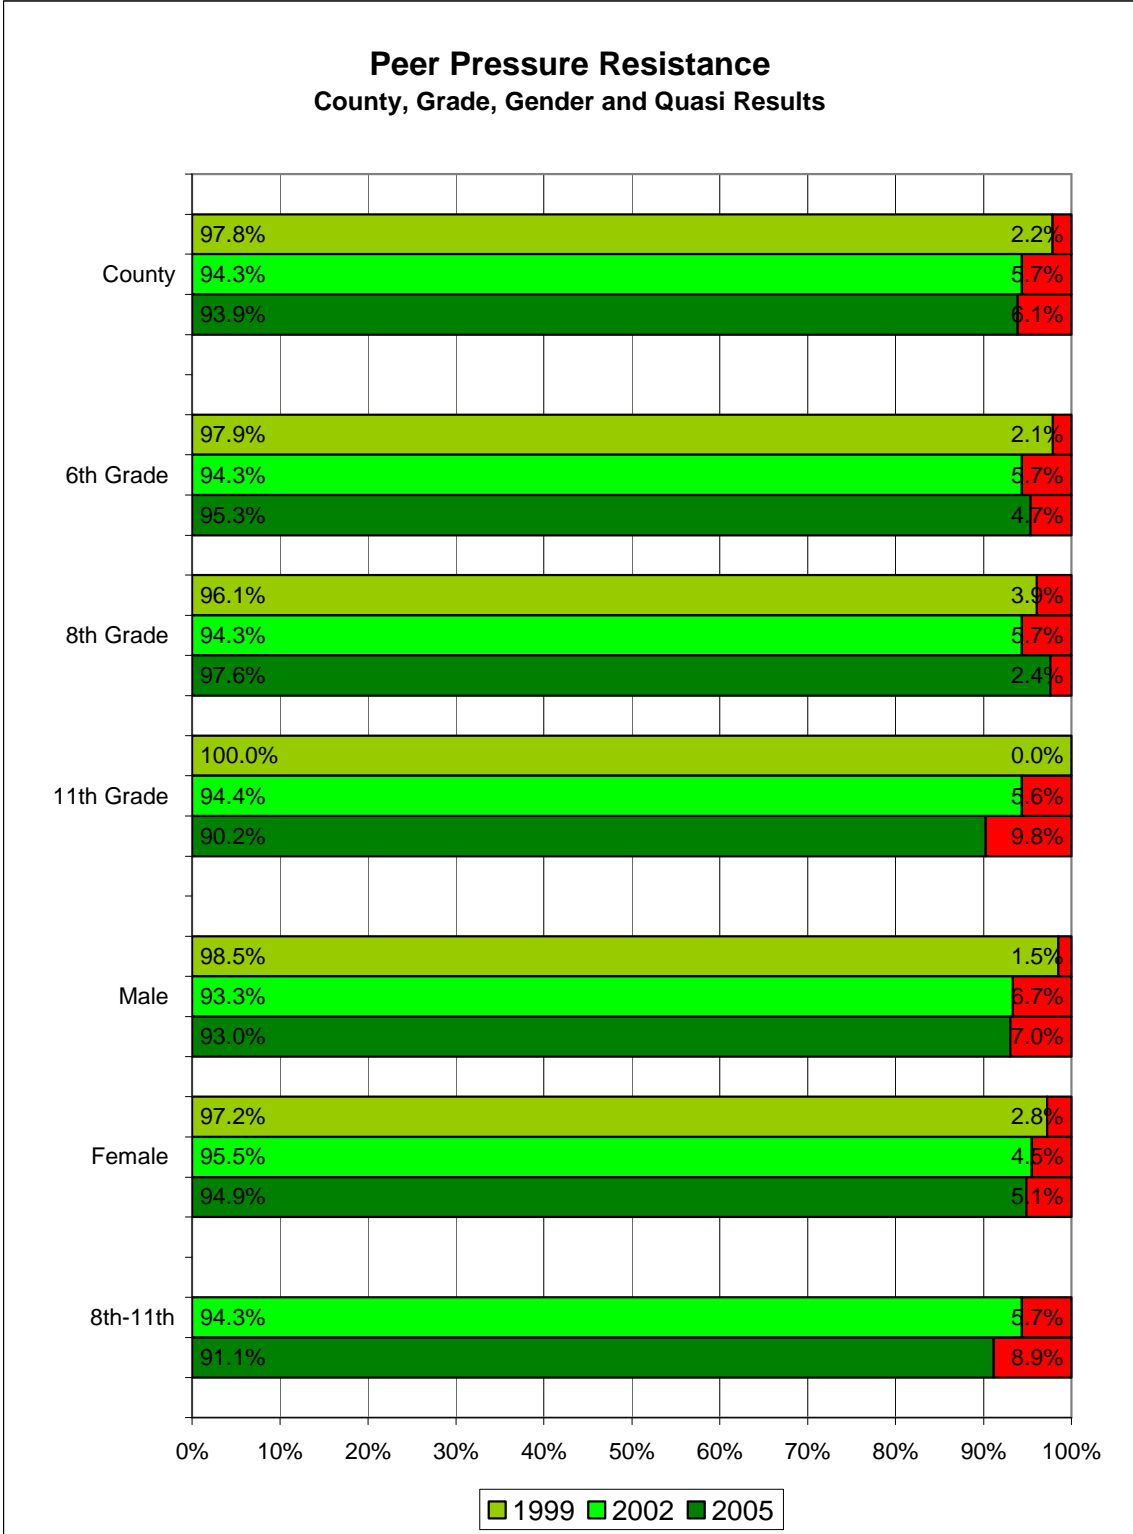 Peer Pressure Resistance
County, Grade, Gender and Quasi Results
97.8% 2.2%
County 94.3% 5.7%
93.9% 6.1%
97.9% 2.1%
6th Grade 94.3% 5.7%
95.3% 4.7%
96.1% 3.9%
8th Grade 94.3% 5.7%
97.6% 2.4%
100.0% 0.0%
11th Grade 94.4% 5.6%
90.2% 9.8%
98.5% 1.5%
Male 93.3% 6.7%
93.0% 7.0%
97.2% 2.8%
Female 95.5% 4.5%
94.9% 5.1%
8th-11th 94.3% 5.7%
91.1% 8.9%
0% 10% 20% 30% 40% 50% 60% 70% 80% 90% 100%
1999 2002 2005